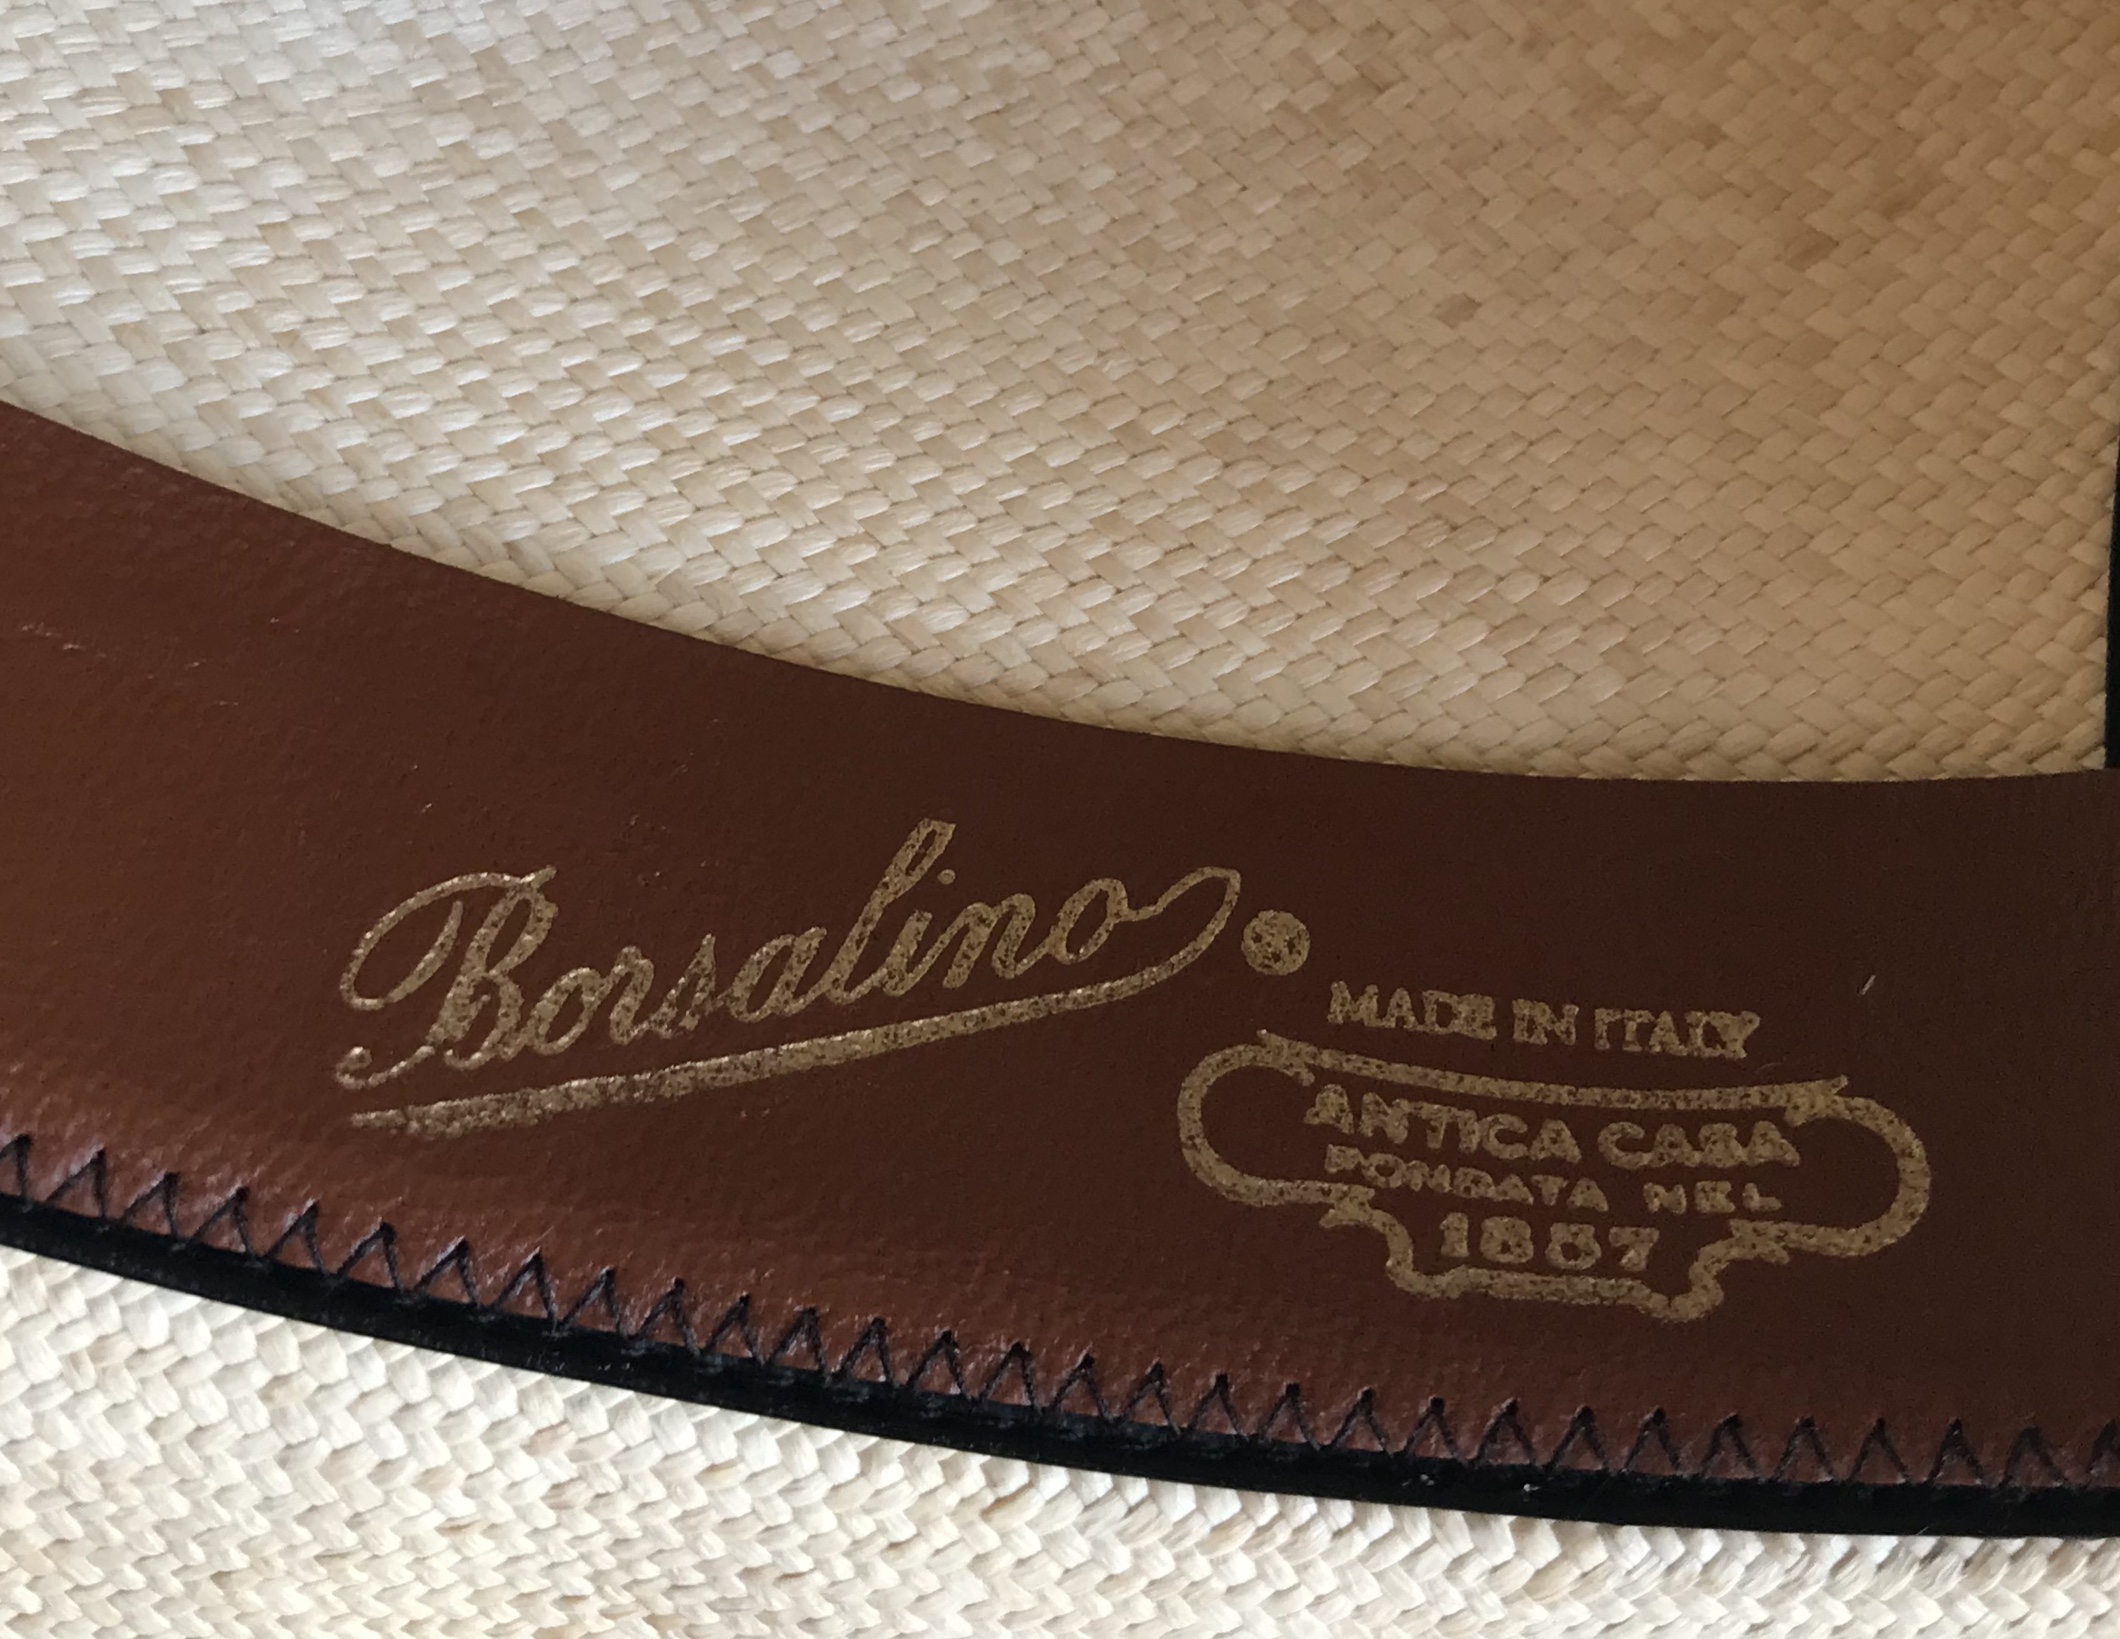 Borsalino®
MADE IN ITALY
ANTICA CASA
FONDATA NEL
1857